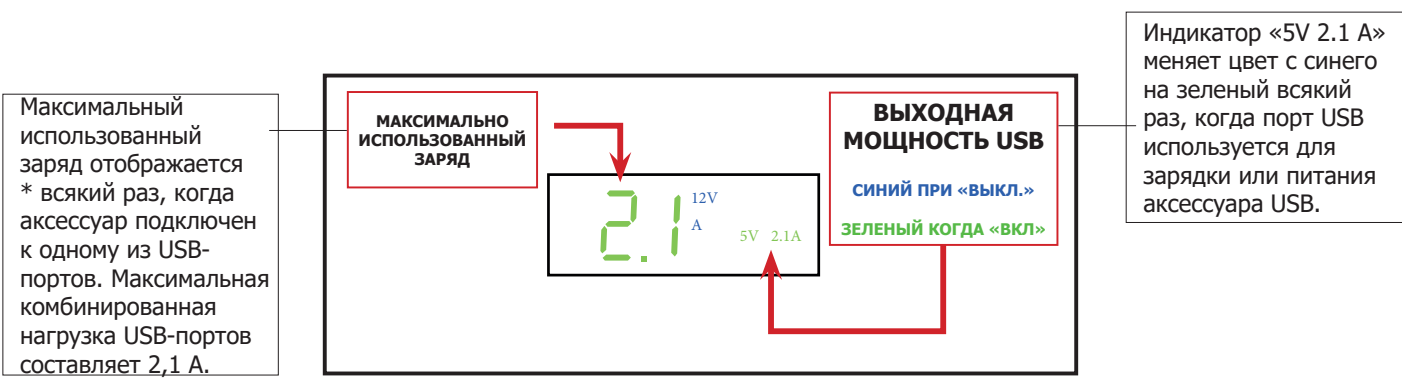 Максимальный
использованный
заряд отображается
* всякий раз, когда
аксессуар подключен
к одному из USB-
портов. Максимальная
комбинированная
нагрузка USB-портов
составляет 2,1 А.
МАКСИМАЛЬНО
ИСПОЛЬЗОВАННЫЙ
ЗАРЯД
2.1
12V
A
5V 2.1A
ВЫХОДНАЯ
МОЩНОСТЬ USB
СИНИЙ ПРИ «ВЫКЛ.»
ЗЕЛЕНЫЙ КОГДА «ВКЛ»
Индикатор «5V 2.1 A»
меняет цвет с синего
на зеленый всякий
раз, когда порт USB
используется для
зарядки или питания
аксессуара USB.